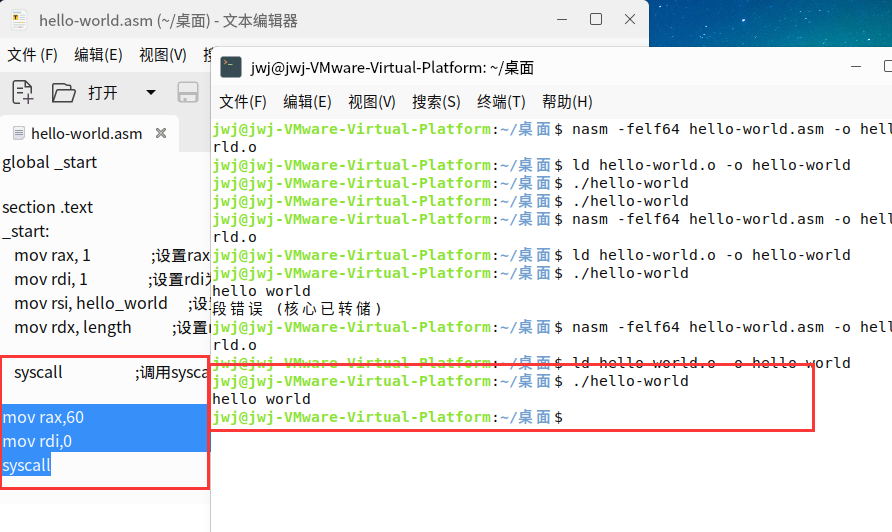 hello-world.asm (~/桌面) - 文本编辑器
文件 (F) 编辑(E) 视图(V)
打开
hello-world.asm
global _start
section .text
_start:
mov rax, 1 ;设置rax
mov rdi, 1 ;设置rdi
mov rsi, hello_world
mov rdx, length ;设置
syscall ;调用sysca
mov rax,60
mov rdi,0
syscall
jwj@jwj-VMware-Virtual-Platform: ~/桌面
文件(F) 编辑(E) 视图(V) 搜索(S) 终端(T) 帮助(H)
jwj@jwj-VMware-Virtual-Platform:~/桌面$ nasm -felf64 hello-world.asm -o hell
rld.o
jwj@jwj-VMware-Virtual-Platform:~/桌面$ ld hello-world.o -o hello-world
jwj@jwj-VMware-Virtual-Platform:~/桌面$ ./hello-world
jwj@jwj-VMware-Virtual-Platform:~/桌面$ ./hello-world
jwj@jwj-VMware-Virtual-Platform:~/桌面$ nasm -felf64 hello-world.asm -o hell
rld.o
jwj@jwj-VMware-Virtual-Platform:~/桌面$ ld hello-world.o -o hello-world
jwj@jwj-VMware-Virtual-Platform:~/桌面$ ./hello-world
hello world
段错误 (核心已转储)
jwj@jwj-VMware-Virtual-Platform:~/桌面$ nasm -felf64 hello-world.asm -o hell
rld.o
jwj@jwj-VMware-Virtual-Platform:~/桌面$ ld hello-world.o -o hello-world
jwj@jwj-VMware-Virtual-Platform:~/桌面$ ./hello-world
hello world
jwj@jwj-VMware-Virtual-Platform:~/桌面$